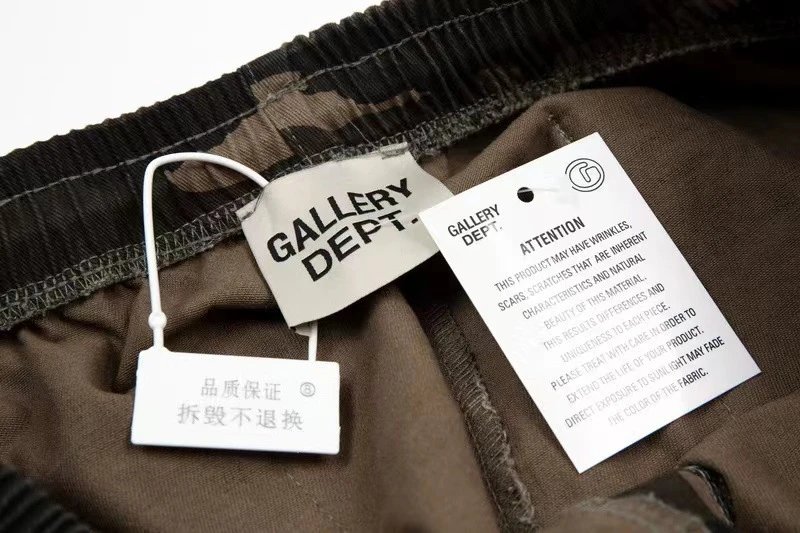 GALLERY
DEPT.
GALLERY
DEPT.
ATTENTION
THIS PRODUCT MAY HAVE WRINKLES,
SCARS, SCRATCHES THAT ARE INHERENT
CHARACTERISTICS AND NATURAL
BEAUTY OF THIS MATERIAL.
THIS RESULTS DIFFERENCES AND
UNIQUENESS TO EACH PIECE.
PLEASE TREAT WITH CARE IN ORDER TO
EXTEND THE LIFE OF YOUR PRODUCT.
DIRECT EXPOSURE TO SUNLIGHT MAY FADE
THE COLOR OF THE FABRIC.
品质保证
拆毁不退换